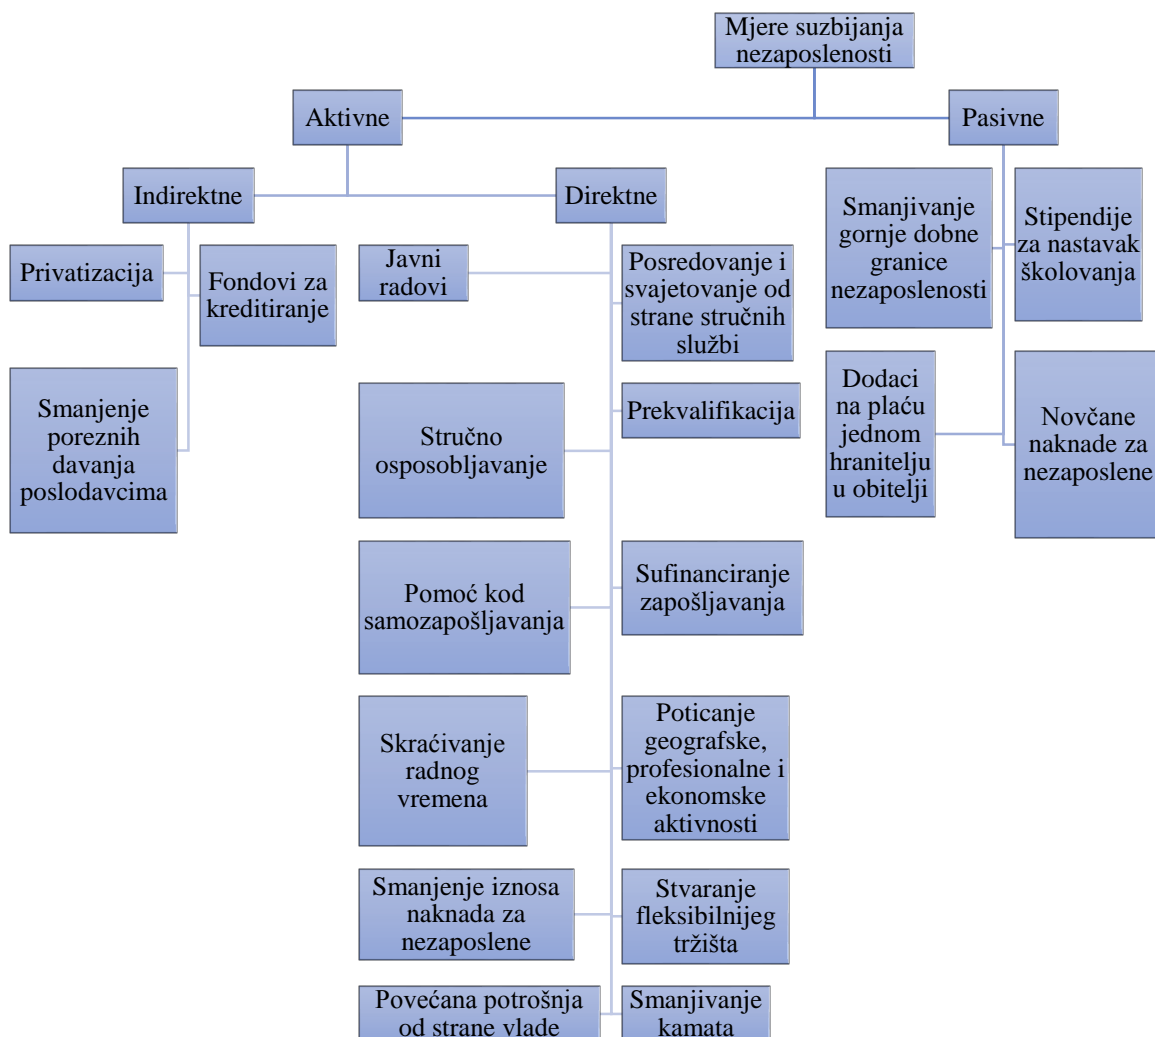 Mjere suzbijanja
nezaposlenosti
Aktivne
Pasivne
Indirektne
Direktne
Privatizacija
Fondovi za
kreditiranje
Smanjenje
poreznih
davanja
poslodavcima
Javni
radovi
Posredovanje i
svajetovanje od
strane stručnih
službi
Stručno
osposobljavanje
Prekvalifikacija
Pomoć kod
samozapošljavanja
Sufinanciranje
zapošljavanja
Skraćivanje
radnog
vremena
Poticanje
geografske,
profesionalne i
ekonomske
aktivnosti
Smanjenje iznosa
naknada za
nezaposlene
Stvaranje
fleksibilnijeg
tržišta
Povećana potrošnja
od strane vlade
Smanjivanje
kamata
Smanjivanje
gornje dobne
granice
nezaposlenosti
Stipendije
za nastavak
školovanja
Dodaci
na plaću
jednom
hranitelju
u obitelji
Novčane
naknade za
nezaposlene